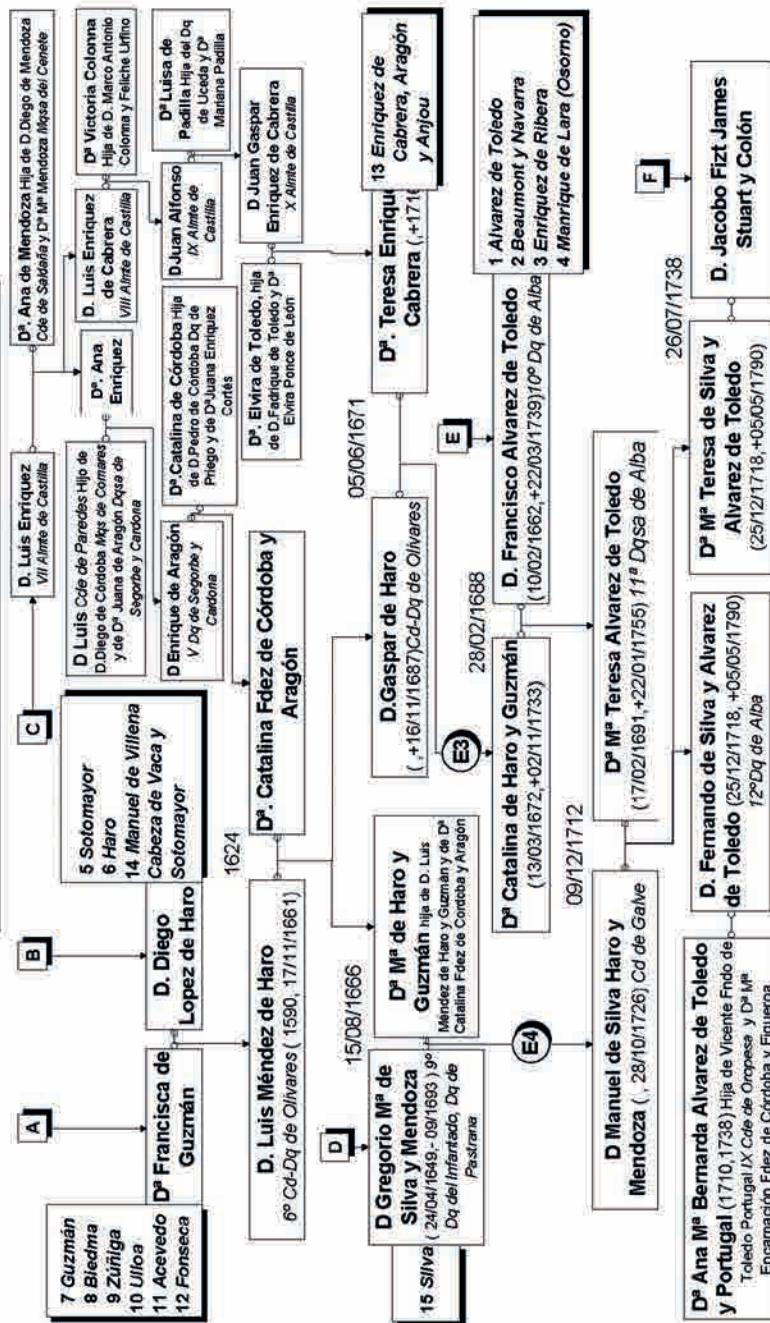 A
B
C
7 Guzmán
8 Biedma
9 Zúñiga
10 Ulloa
11 Acevedo
12 Fonseca
Dª Francisca de
Guzmán
D. Diego
Lopez de Haro
5 Sotomayor
6 Haro
14 Manuel de Villena
Cabeza de Vaca y
Sotomayor
D. Luis Enriquez
VII Almte de Castilla
Dª. Ana de Mendoza Hija de D.Diego de Mendoza
Cde de Saldaña y Dª Mª Mendoza Mqsa del Cenete
D Luis Cde de Paredes Hijo de
D.Diego de Córdoba Mqs de Comares
y de Dª Juana de Aragón Dqsa de
Segorbe y Cardona
Dª. Ana
Enriquez
D. Luis Enriquez
de Cabrera
VIII Almte de Castilla
Dª Victoria Colonna
Hija de D. Marco Antonio
Colonna y Feliche Ursino
D Enrique de Aragón
V Dq de Segorbe y
Cardona
Dª.Catalina de Córdoba Hija
de D.Pedro de Córdoba Dq de
Priego y de DªJuana Enriquez
Cortés
DJuan Alfonso
IX Almte de
Castilla
Dª Luisa de
Padilla Hija del Dq
de Uceda y Dª
Mariana Padilla
1624
D. Luis Méndez de Haro
6º Cd-Dq de Olivares ( 1590, 17/11/1661)
Dª. Catalina Fdez de Córdoba y
Aragón
Dª. Elvira de Toledo, hija
de D.Fadrique de Toledo y Dª
Elvira Ponce de León
D Juan Gaspar
Enriquez de Cabrera
X Almte de Castilla
D
15/08/1666
15 Silva
D Gregorio Mª de
Silva y Mendoza
( 24/04/1649,- 09/1693 ) 9º
Dq del Infantado, Dq de
Pastrana
Dª Mª de Haro y
Guzmán hija de D. Luis
Méndez de Haro y Guzmán y de Dª
Catalina Fdez de Cordoba y Aragón
D.Gaspar de Haro
( ,+16/11/1687)Cd-Dq de Olivares
05/06/1671
Dª. Teresa Enriqu
Cabrera (,+1716
13 Enriquez de
Cabrera, Aragón
y Anjou
E4
E3
28/02/1688
E
Dª Catalina de Haro y Guzmán
(13/03/1672,+02/11/1733)
D. Francisco Alvarez de Toledo
(10/02/1662,+22/03/1739)10º Dq de Alba
1 Alvarez de Toledo
2 Beaumont y Navarra
3 Enriquez de Ribera
4 Manrique de Lara (Osorno)
09/12/1712
D Manuel de Silva Haro y
Mendoza ( , 28/10/1726) Cd de Galve
Dª Mª Teresa Alvarez de Toledo
(17/02/1691,+22/01/1755) 11ª Dqsa de Alba
26/07/1738
F
Dª Ana Mª Bernarda Alvarez de Toledo
y Portugal (1710,1738) Hija de Vicente Fndo de
Toledo Portugal IX Cde de Oropesa y Dª Mª
Encarnación Fdez de Córdoba y Figueroa
D. Fernando de Silva y Alvarez
de Toledo (25/12/1718, +05/05/1790)
12ºDq de Alba
Dª Mª Teresa de Silva y
Alvarez de Toledo
(25/12/1718,+05/05/1790)
D. Jacobo Fizt James
Stuart y Colón